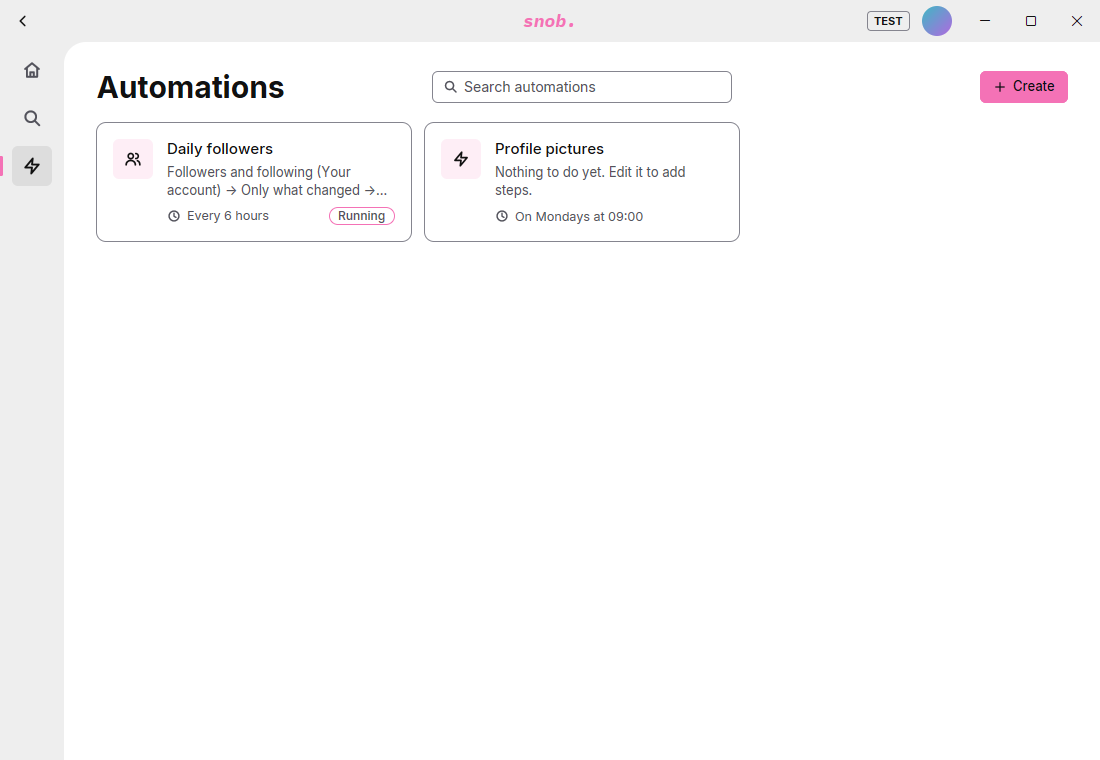 snob.
TEST
Automations
Search automations
Create
Daily followers
Followers and following (Your
account) → Only what changed →...
Every 6 hours
Running
Profile pictures
Nothing to do yet. Edit it to add
steps.
On Mondays at 09:00